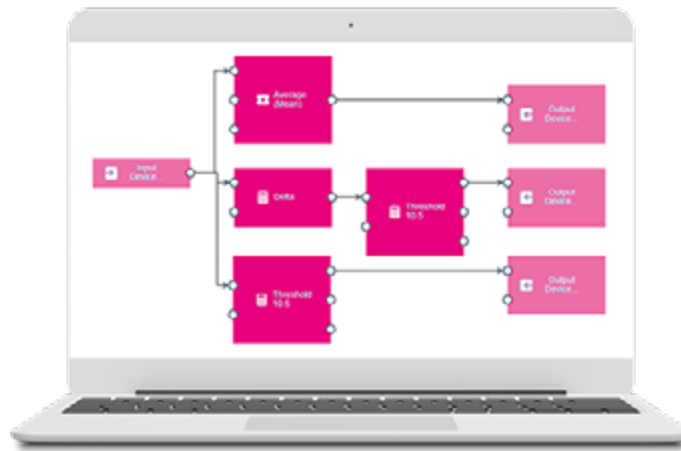 Average
(Mean)
Output
Device...
Input
Device...
Delta
Threshold
10.5
Output
Device...
Threshold
10.5
Output
Device...